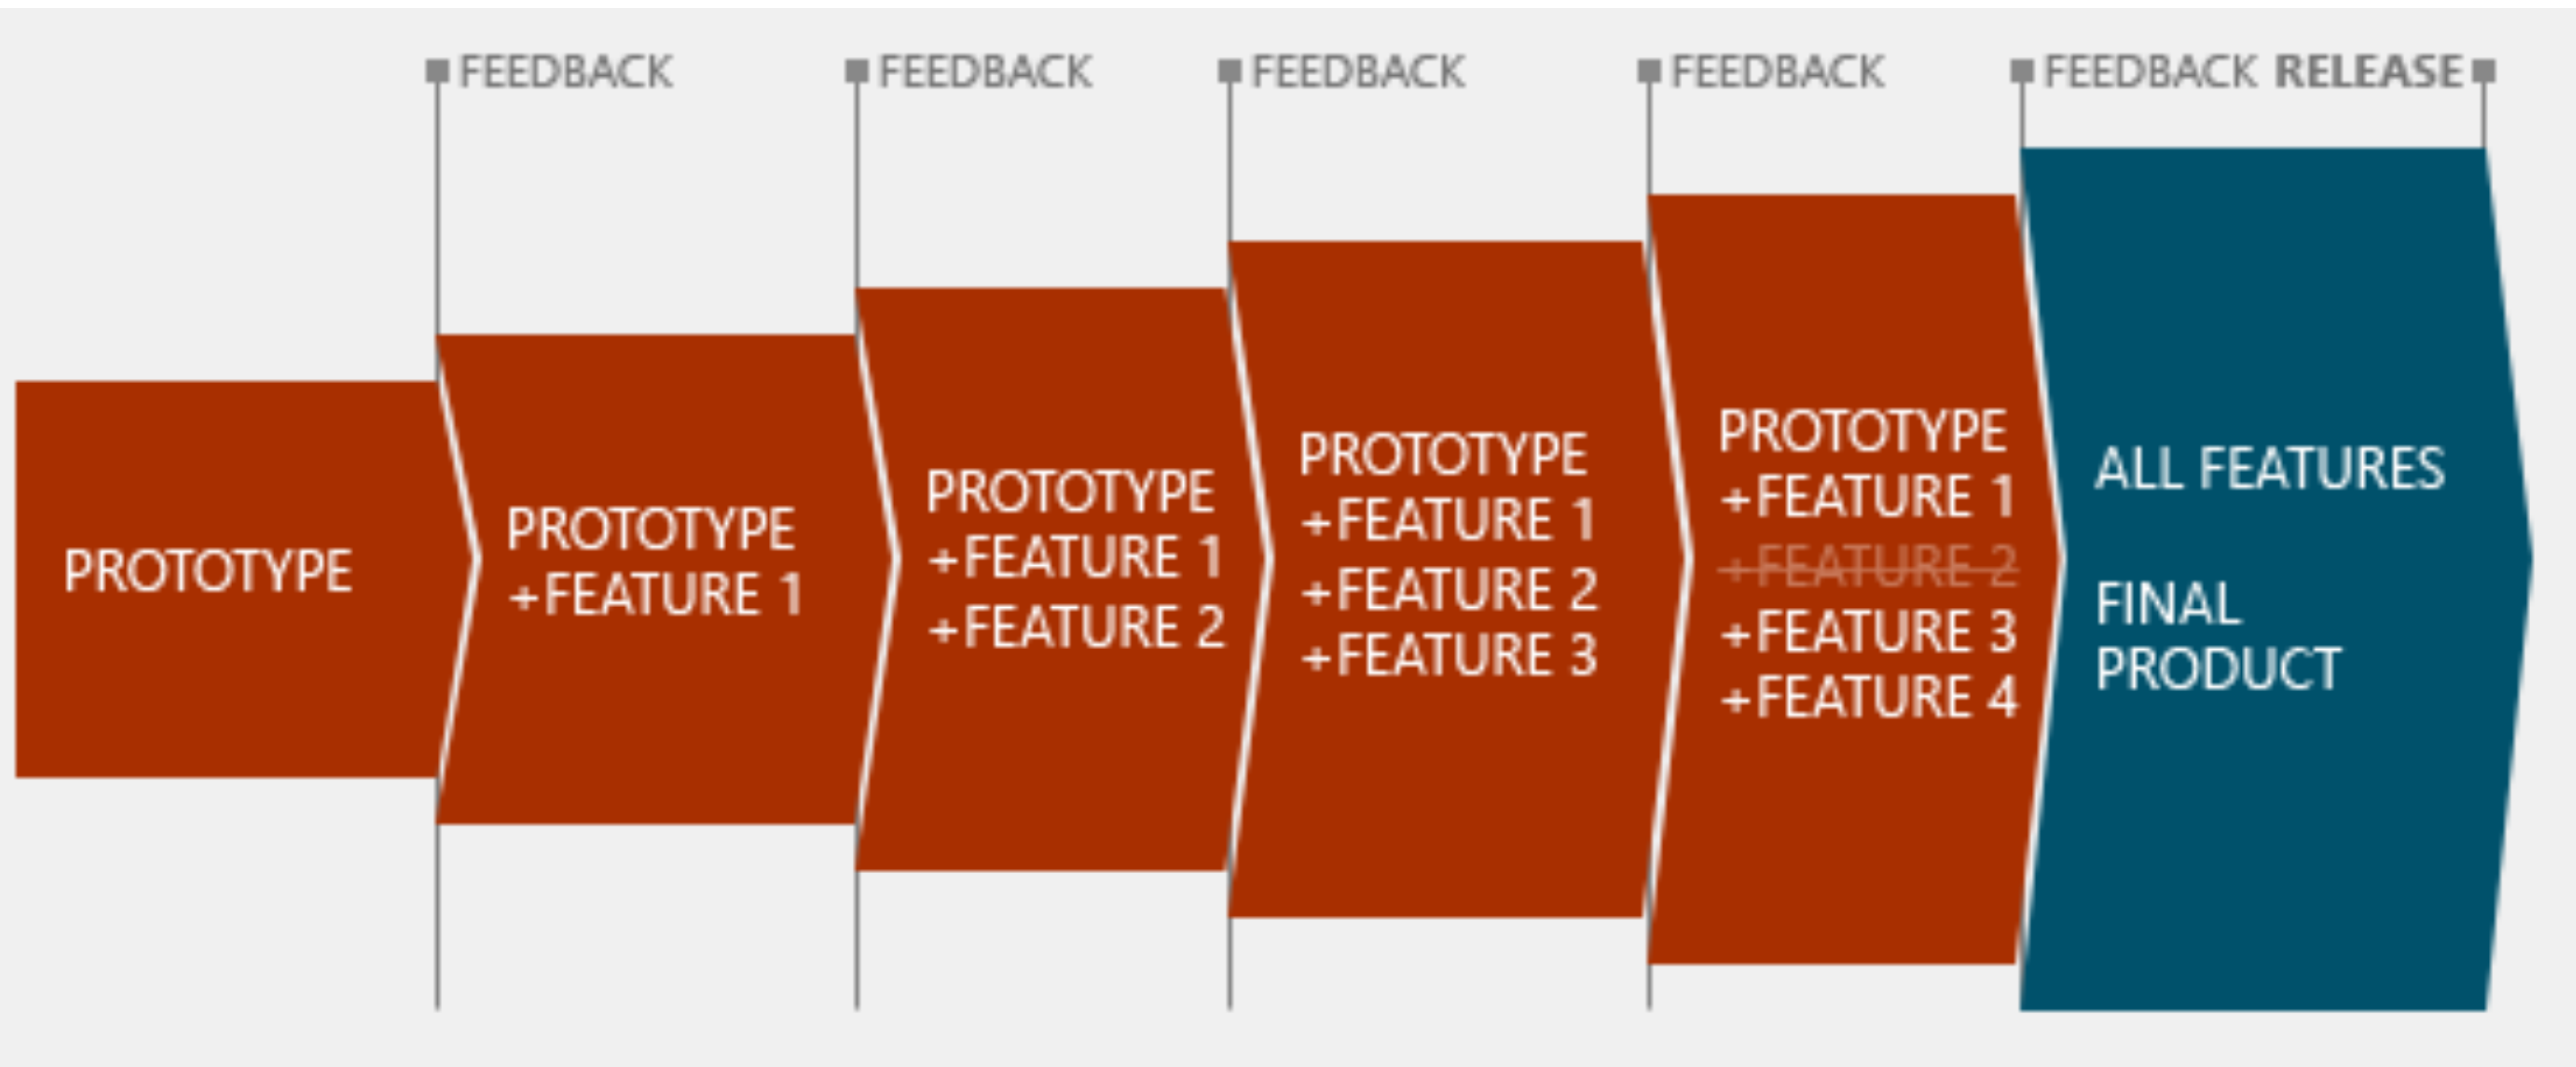 FEEDBACK
FEEDBACK
FEEDBACK
FEEDBACK
FEEDBACK RELEASE
PROTOTYPE
PROTOTYPE
+FEATURE 1
PROTOTYPE
+FEATURE 1
+FEATURE 2
PROTOTYPE
+FEATURE 1
+FEATURE 2
+FEATURE 3
PROTOTYPE
+FEATURE 1
+FEATURE 2
+FEATURE 3
+FEATURE 4
ALL FEATURES
FINAL
PRODUCT